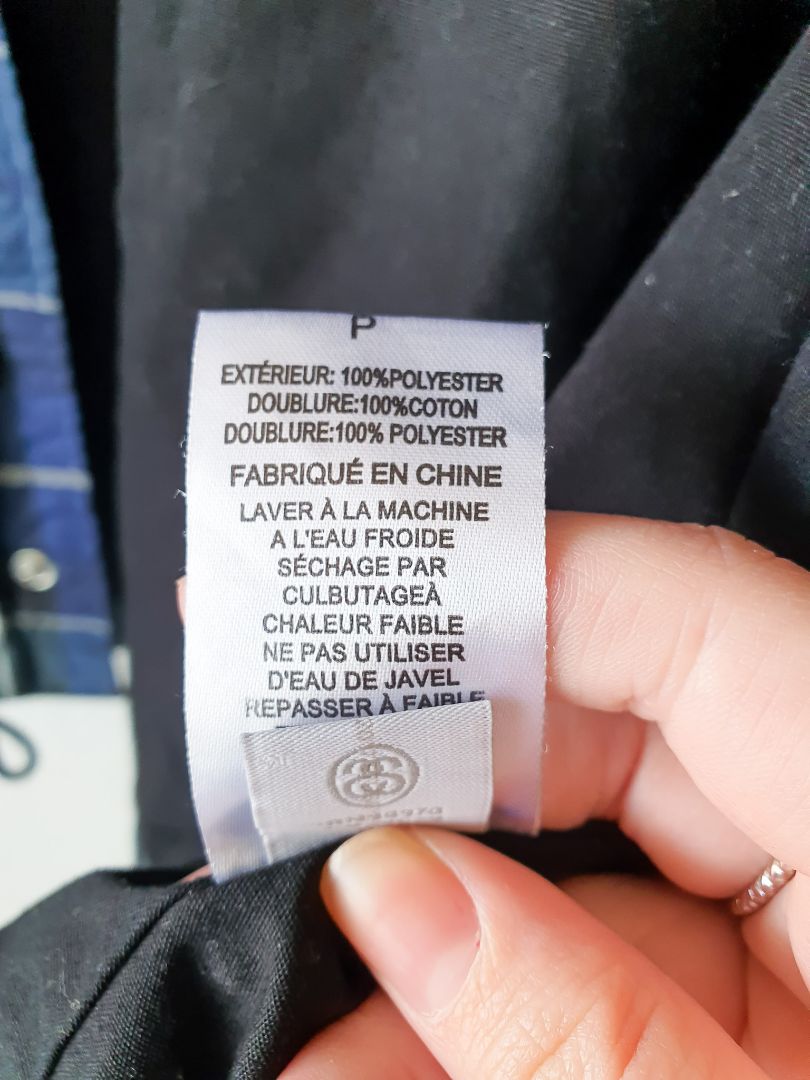 P
EXTÉRIEUR: 100%POLYESTER
DOUBLURE:100%COTON
DOUBLURE:100% POLYESTER
FABRIQUÉ EN CHINE
LAVER À LA MACHINE
A L'EAU FROIDE
SÉCHAGE PAR
CULBUTAGEÀ
CHALEUR FAIBLE
NE PAS UTILISER
D'EAU DE JAVEL
REPASSER À FAIBLE